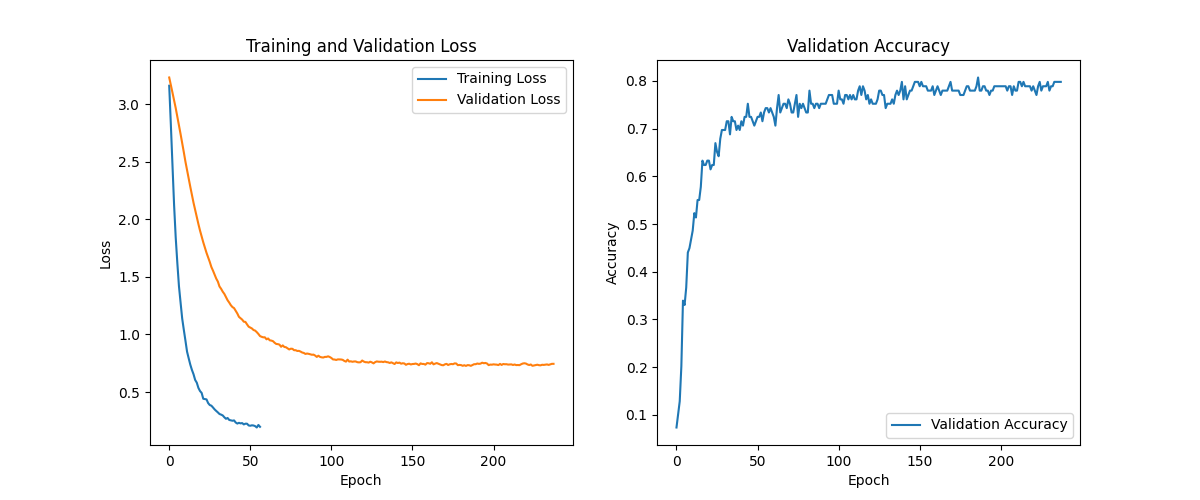 Training and Validation Loss
Training Loss
Validation Loss
3.0
2.5
2.0
1.5
1.0
0.5
Loss
0
50
100
150
200
Epoch
Validation Accuracy
0.8
0.7
0.6
0.5
0.4
0.3
0.2
0.1
Accuracy
Validation Accuracy
0
50
100
150
200
Epoch